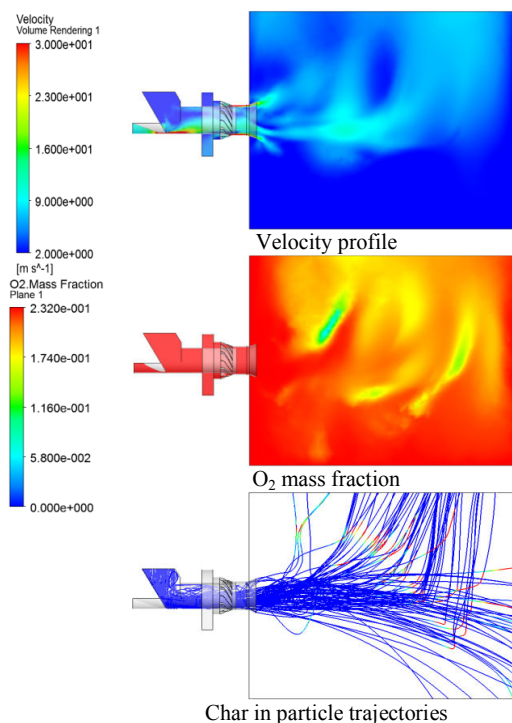 Velocity
Volume Rendering 1
3.000e+001
2.300e+001
1.600e+001
9.000e+000
2.000e+000
[m s^-1]
Velocity profile
O2.Mass Fraction
Plane 1
2.320e-001
1.740e-001
1.160e-001
5.800e-002
0.000e+000
O₂ mass fraction
Char in particle trajectories